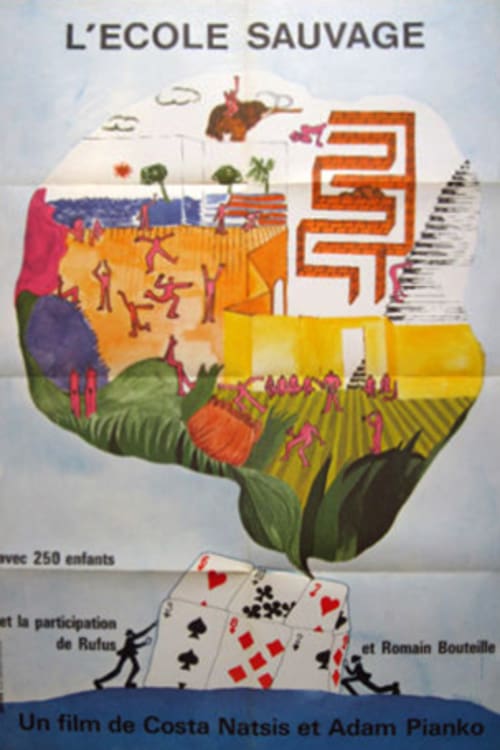 L'ECOLE SAUVAGE
avec 250 enfants
et la participation
de Rufus
et Romain Bouteille
Un film de Costa Natsis et Adam Pianko